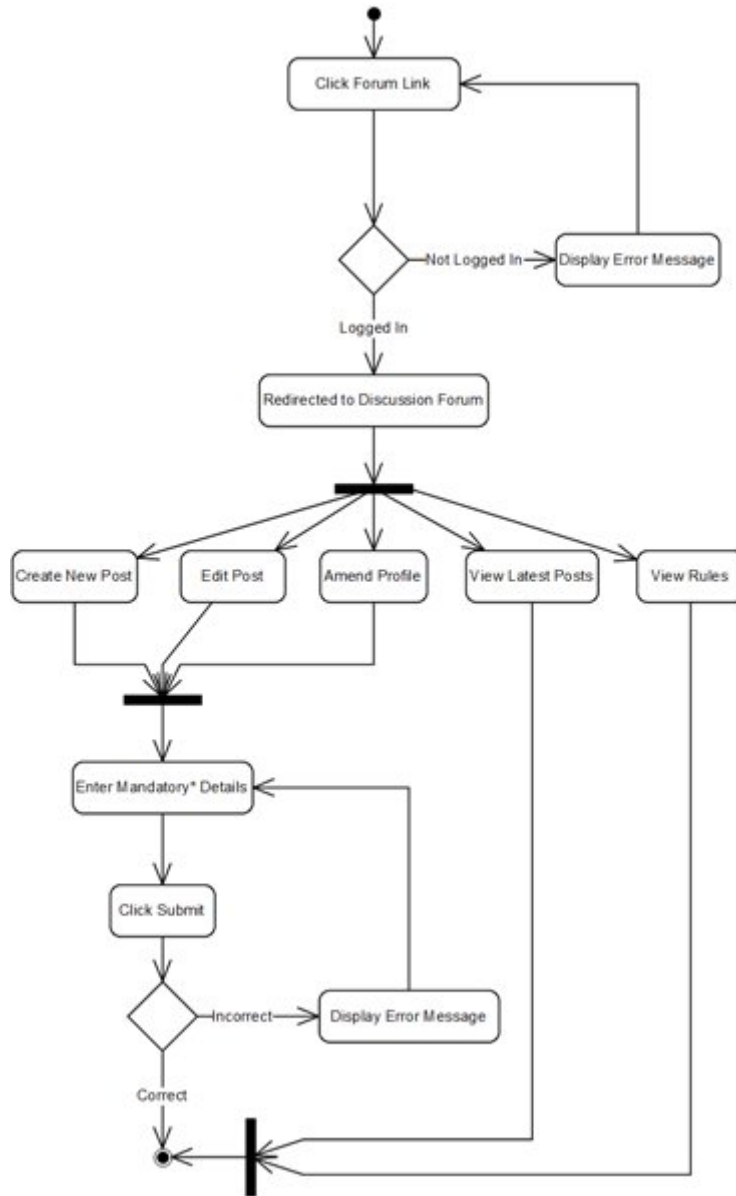 Click Forum Link
Not Logged In
Display Error Message
Logged In
Redirected to Discussion Forum
Create New Post
Edit Post
Amend Profile
View Latest Posts
View Rules
Enter Mandatory* Details
Click Submit
Incorrect
Display Error Message
Correct